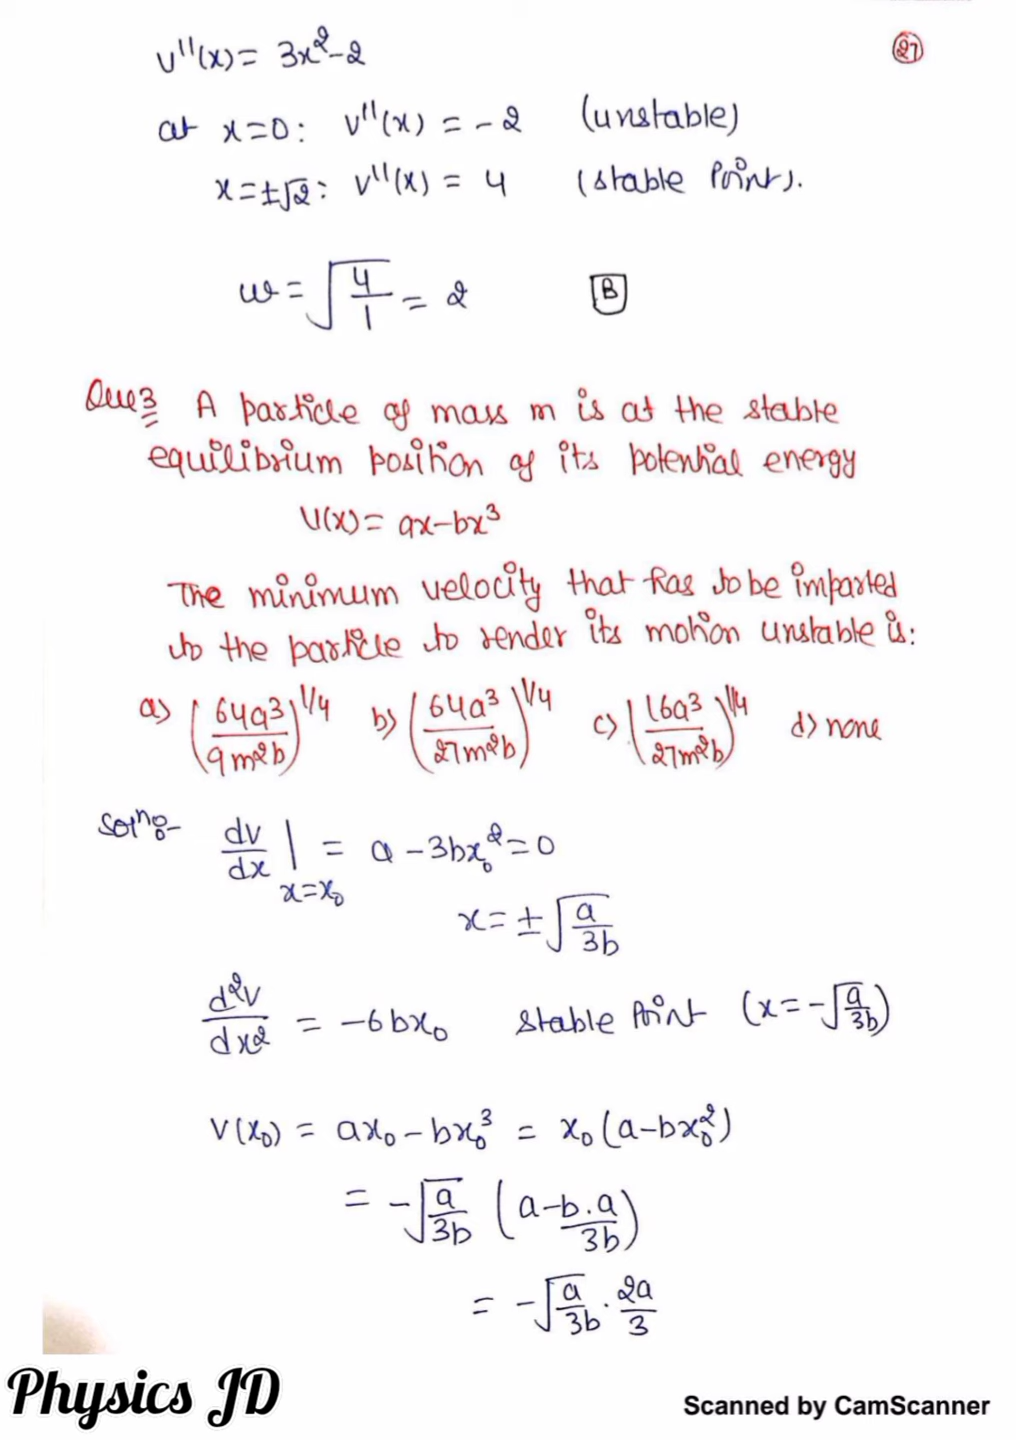 27
v''(x) = 3x²-2
at x=0: v''(x) = -2 (unstable)
x=±√2: v''(x) = 4 (stable Points).
w = √(4/1) = 2 B
Que3 A particle of mass m is at the stable
equilibrium position of its potential energy
V(x) = ax-bx³
The minimum velocity that has to be imparted
to the particle to render its motion unstable is:
a) (64a³/9m²b)^1/4 b) (64a³/27m²b)^1/4 c) (16a³/27m²b)^1/4 d) none
Solⁿ:- dv/dx |x=x₀ = a - 3bx₀² = 0
x = ±√(a/3b)
d²v/dx² = -6bx₀ stable Point (x = -√(a/3b))
V(x₀) = ax₀ - bx₀³ = x₀(a-bx₀²)
= -√(a/3b) (a - b.a/3b)
= -√(a/3b) . 2a/3
Physics JD
Scanned by CamScanner